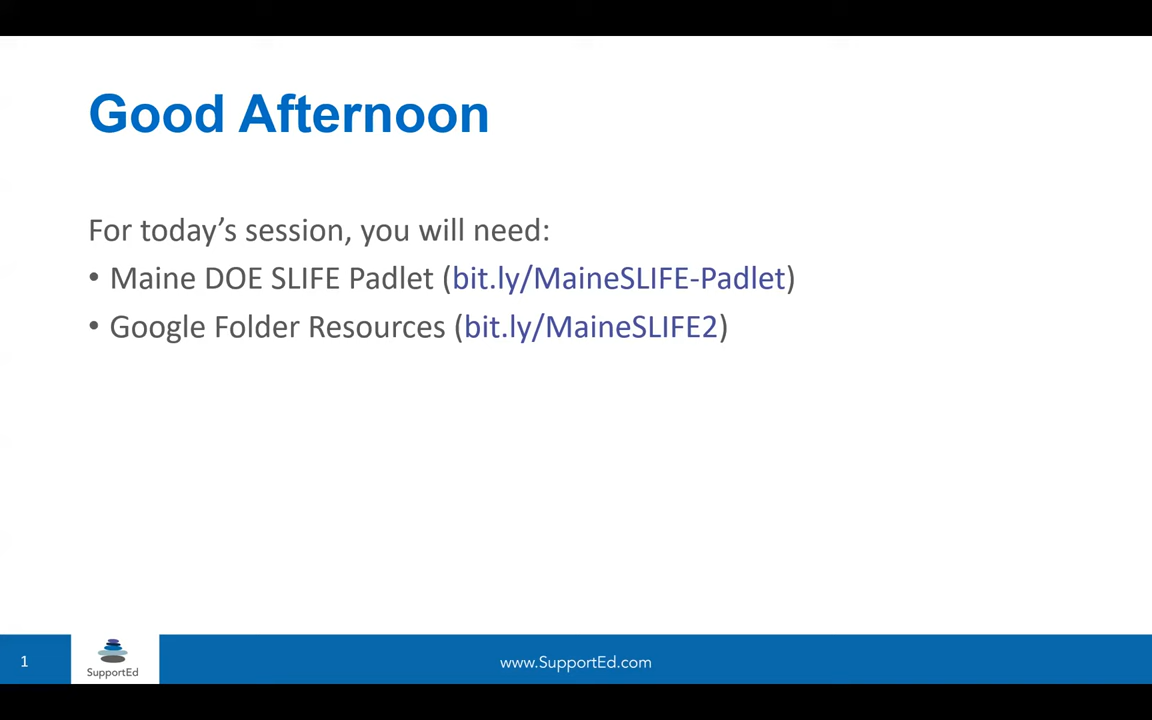 Good Afternoon
For today’s session, you will need:
• Maine DOE SLIFE Padlet (bit.ly/MaineSLIFE-Padlet)
• Google Folder Resources (bit.ly/MaineSLIFE2)
1
SupportEd
www.SupportEd.com